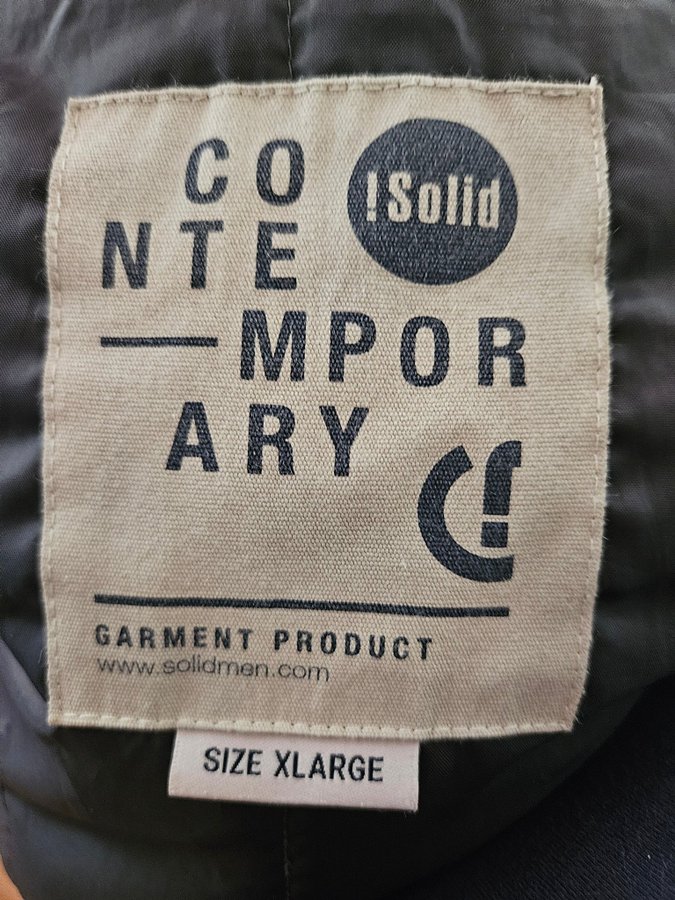 CO
!Solid
NTE
MPOR
ARY
GARMENT PRODUCT
www.solidmen.com
SIZE XLARGE